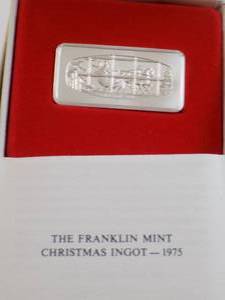 THE FRANKLIN MINT
CHRISTMAS INGOT — 1975